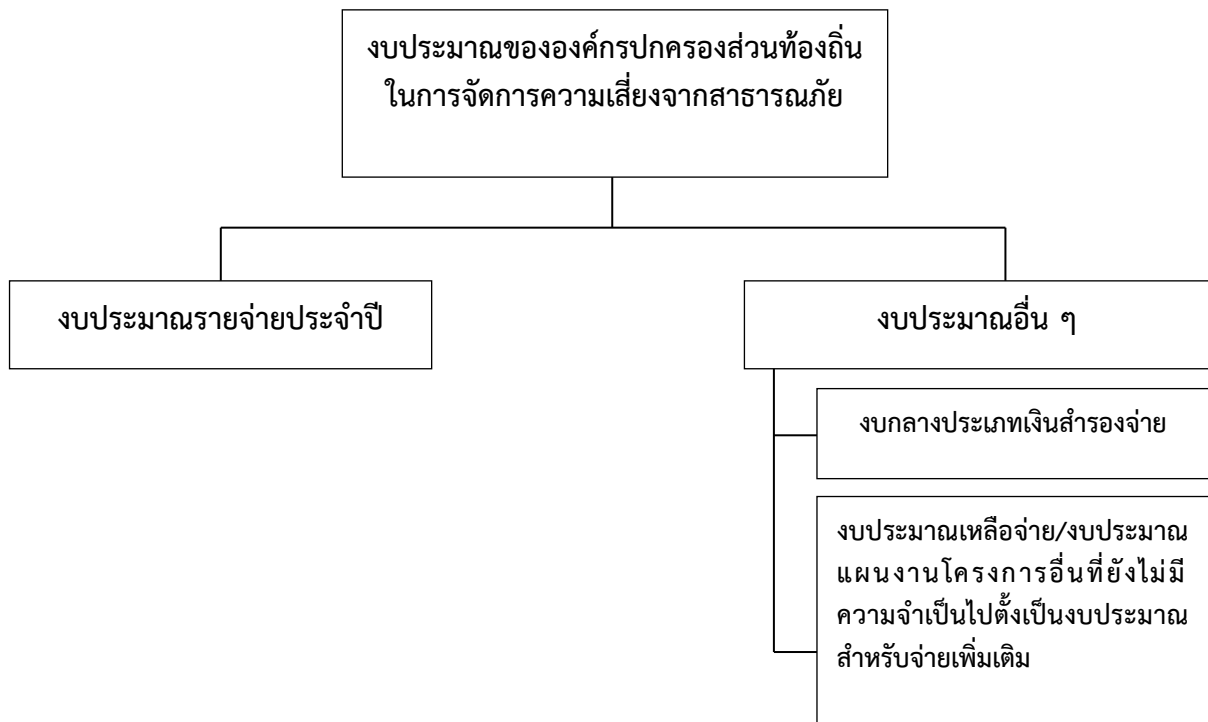 งบประมาณขององค์กรปกครองส่วนท้องถิ่น
ในการจัดการความเสี่ยงจากสาธารณภัย
งบประมาณรายจ่ายประจำปี
งบประมาณอื่น ๆ
งบกลางประเภทเงินสำรองจ่าย
งบประมาณเหลือจ่าย/งบประมาณ
แผนงานโครงการอื่นที่ยังไม่มี
ความจำเป็นไปตั้งเป็นงบประมาณ
สำหรับจ่ายเพิ่มเติม